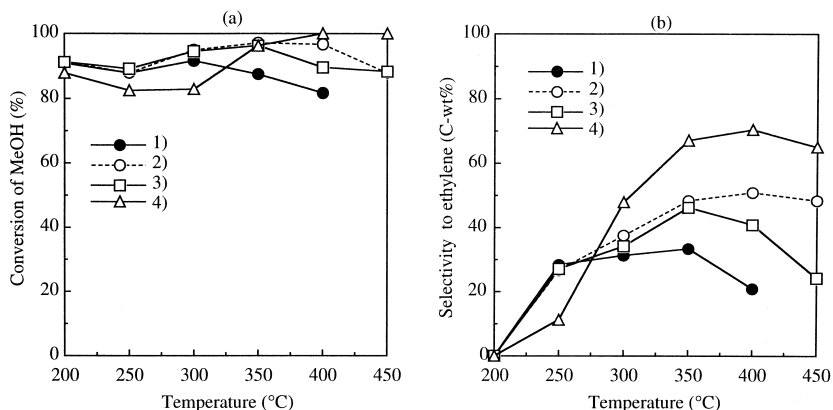 (a)
100
80
60
40
20
0
200 250 300 350 400 450
Temperature (°C)
Conversion of MeOH (%)
1)
2)
3)
4)
(b)
100
80
60
40
20
0
200 250 300 350 400 450
Temperature (°C)
Selectivity to ethylene (C-wt%)
1)
2)
3)
4)